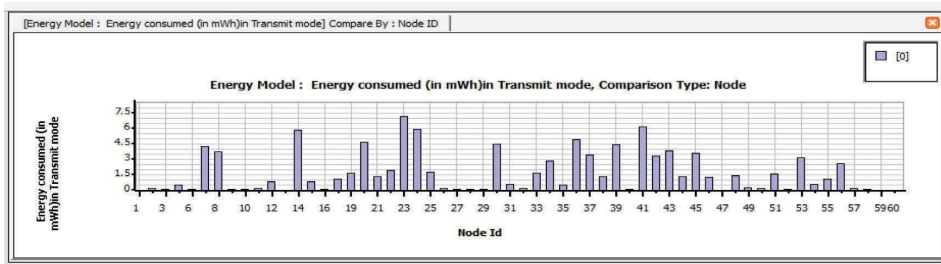 [Energy Model : Energy consumed (in mWh)in Transmit mode] Compare By : Node ID
[0]
Energy Model : Energy consumed (in mWh)in Transmit mode, Comparison Type: Node
Energy consumed (in
mWh)in Transmit mode
7.5
6
4.5
3
1.5
0
1 3 6 8 10 12 14 16 19 21 23 25 27 29 31 33 35 37 39 41 43 45 47 49 51 53 55 57 59 60
Node Id